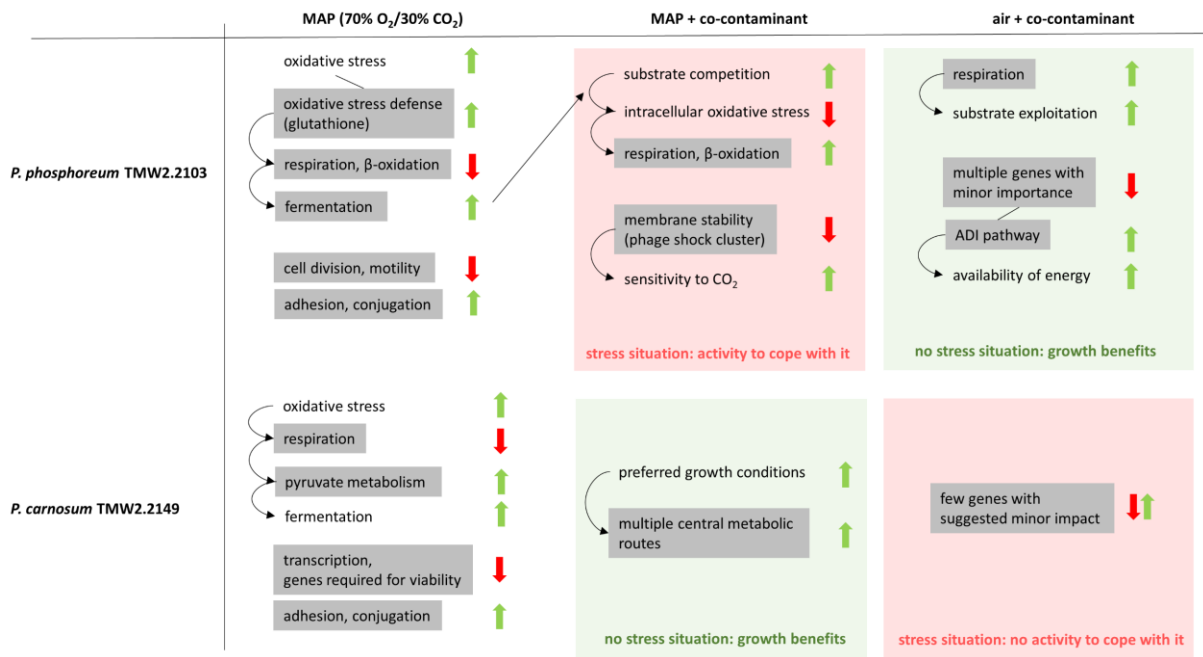 MAP (70% O₂/30% CO₂)
MAP + co-contaminant
air + co-contaminant
P. phosphoreum TMW2.2103
oxidative stress
oxidative stress defense
(glutathione)
respiration, β-oxidation
fermentation
cell division, motility
adhesion, conjugation
substrate competition
intracellular oxidative stress
respiration, β-oxidation
membrane stability
(phage shock cluster)
sensitivity to CO₂
stress situation: activity to cope with it
respiration
substrate exploitation
multiple genes with
minor importance
ADI pathway
availability of energy
no stress situation: growth benefits
P. carnosum TMW2.2149
oxidative stress
respiration
pyruvate metabolism
fermentation
transcription,
genes required for viability
adhesion, conjugation
preferred growth conditions
multiple central metabolic
routes
no stress situation: growth benefits
few genes with
suggested minor impact
stress situation: no activity to cope with it